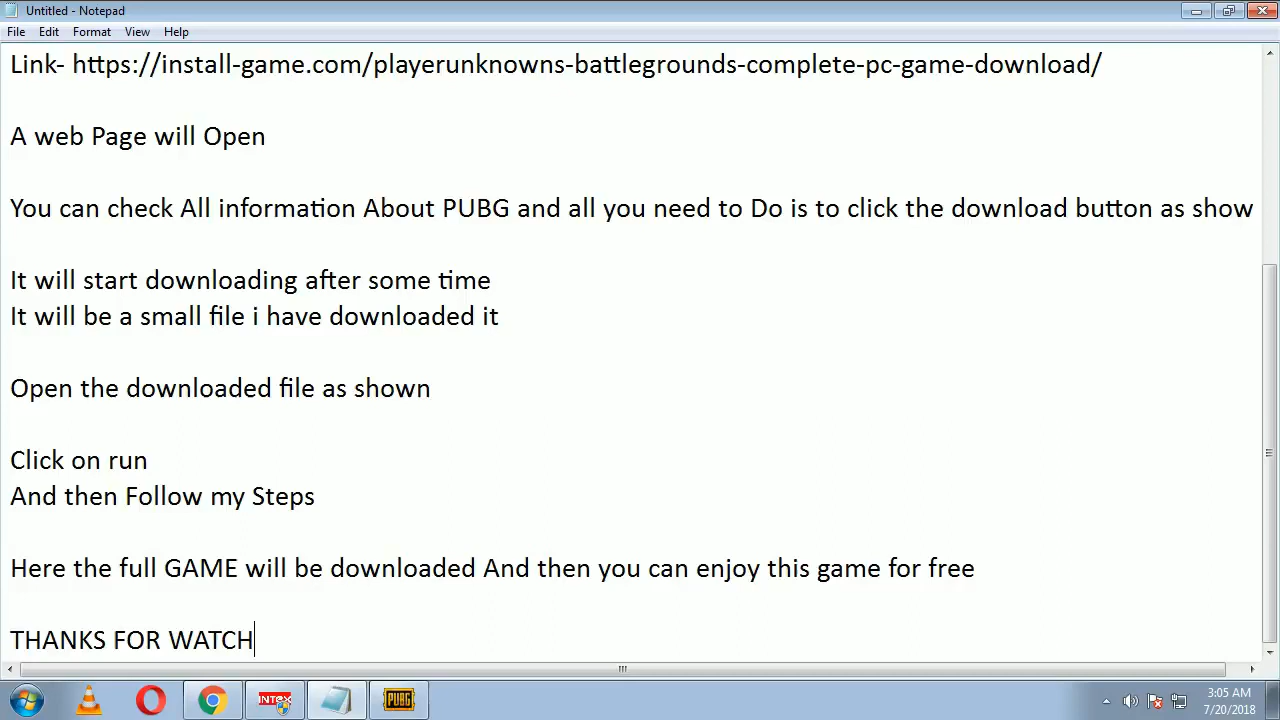 Untitled - Notepad
File Edit Format View Help
Link- https://install-game.com/playerunknowns-battlegrounds-complete-pc-game-download/
A web Page will Open
You can check All information About PUBG and all you need to Do is to click the download button as show
It will start downloading after some time
It will be a small file i have downloaded it
Open the downloaded file as shown
Click on run
And then Follow my Steps
Here the full GAME will be downloaded And then you can enjoy this game for free
THANKS FOR WATCH
INTEX
PUBG
3:05 AM
7/20/2018